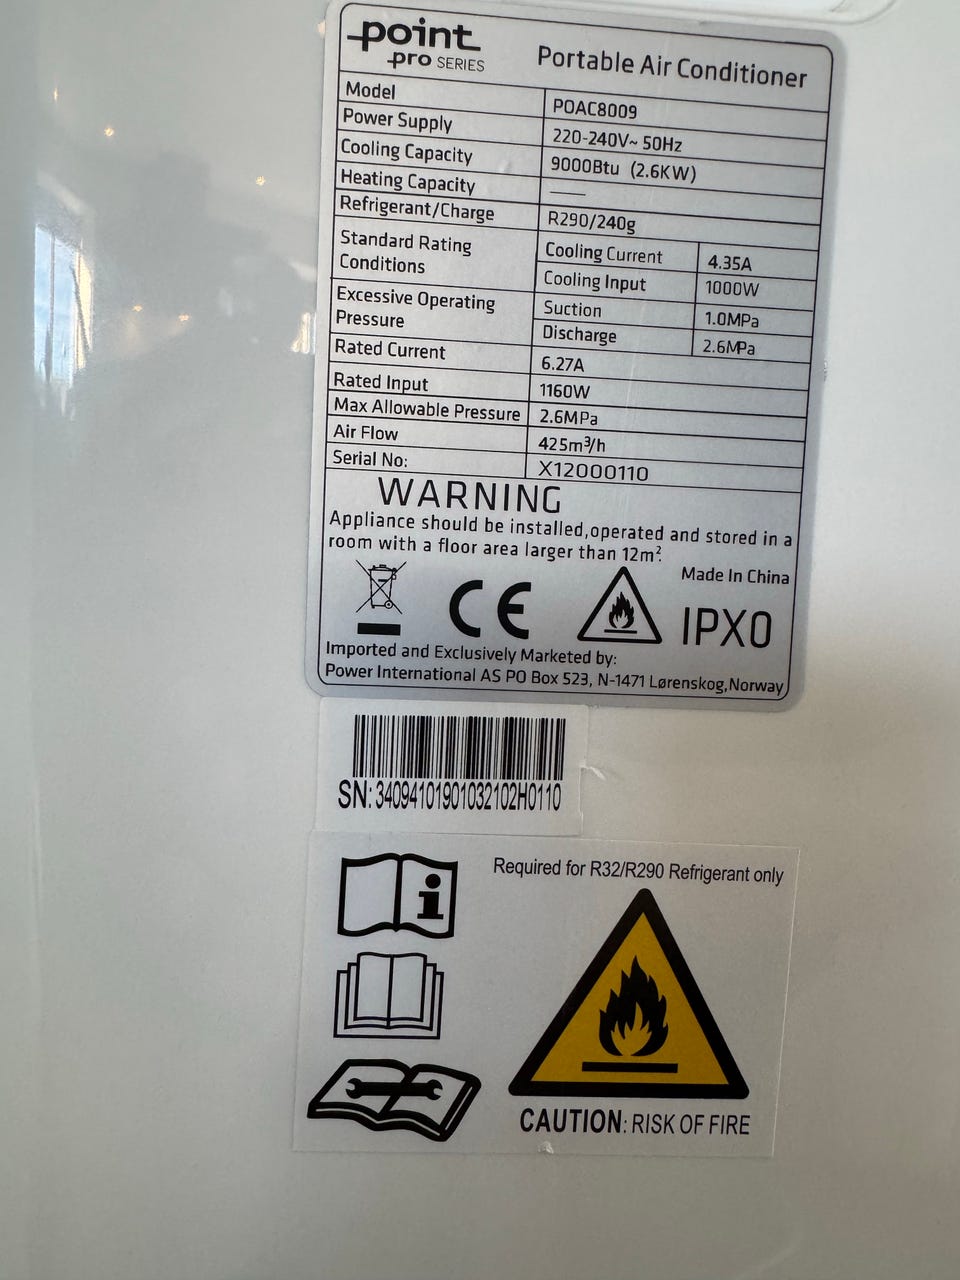 point
pro SERIES
Portable Air Conditioner
Model POAC8009
Power Supply 220-240V~ 50Hz
Cooling Capacity 9000Btu (2.6KW)
Heating Capacity ——
Refrigerant/Charge R290/240g
Standard Rating Conditions Cooling Current 4.35A
Cooling Input 1000W
Excessive Operating Pressure Suction 1.0MPa
Discharge 2.6MPa
Rated Current 6.27A
Rated Input 1160W
Max Allowable Pressure 2.6MPa
Air Flow 425m³/h
Serial No: X12000110
WARNING
Appliance should be installed,operated and stored in a
room with a floor area larger than 12m².
Made In China
CE
IPX0
Imported and Exclusively Marketed by:
Power International AS PO Box 523, N-1471 Lørenskog,Norway
SN: 34094101901032102H0110
Required for R32/R290 Refrigerant only
CAUTION: RISK OF FIRE